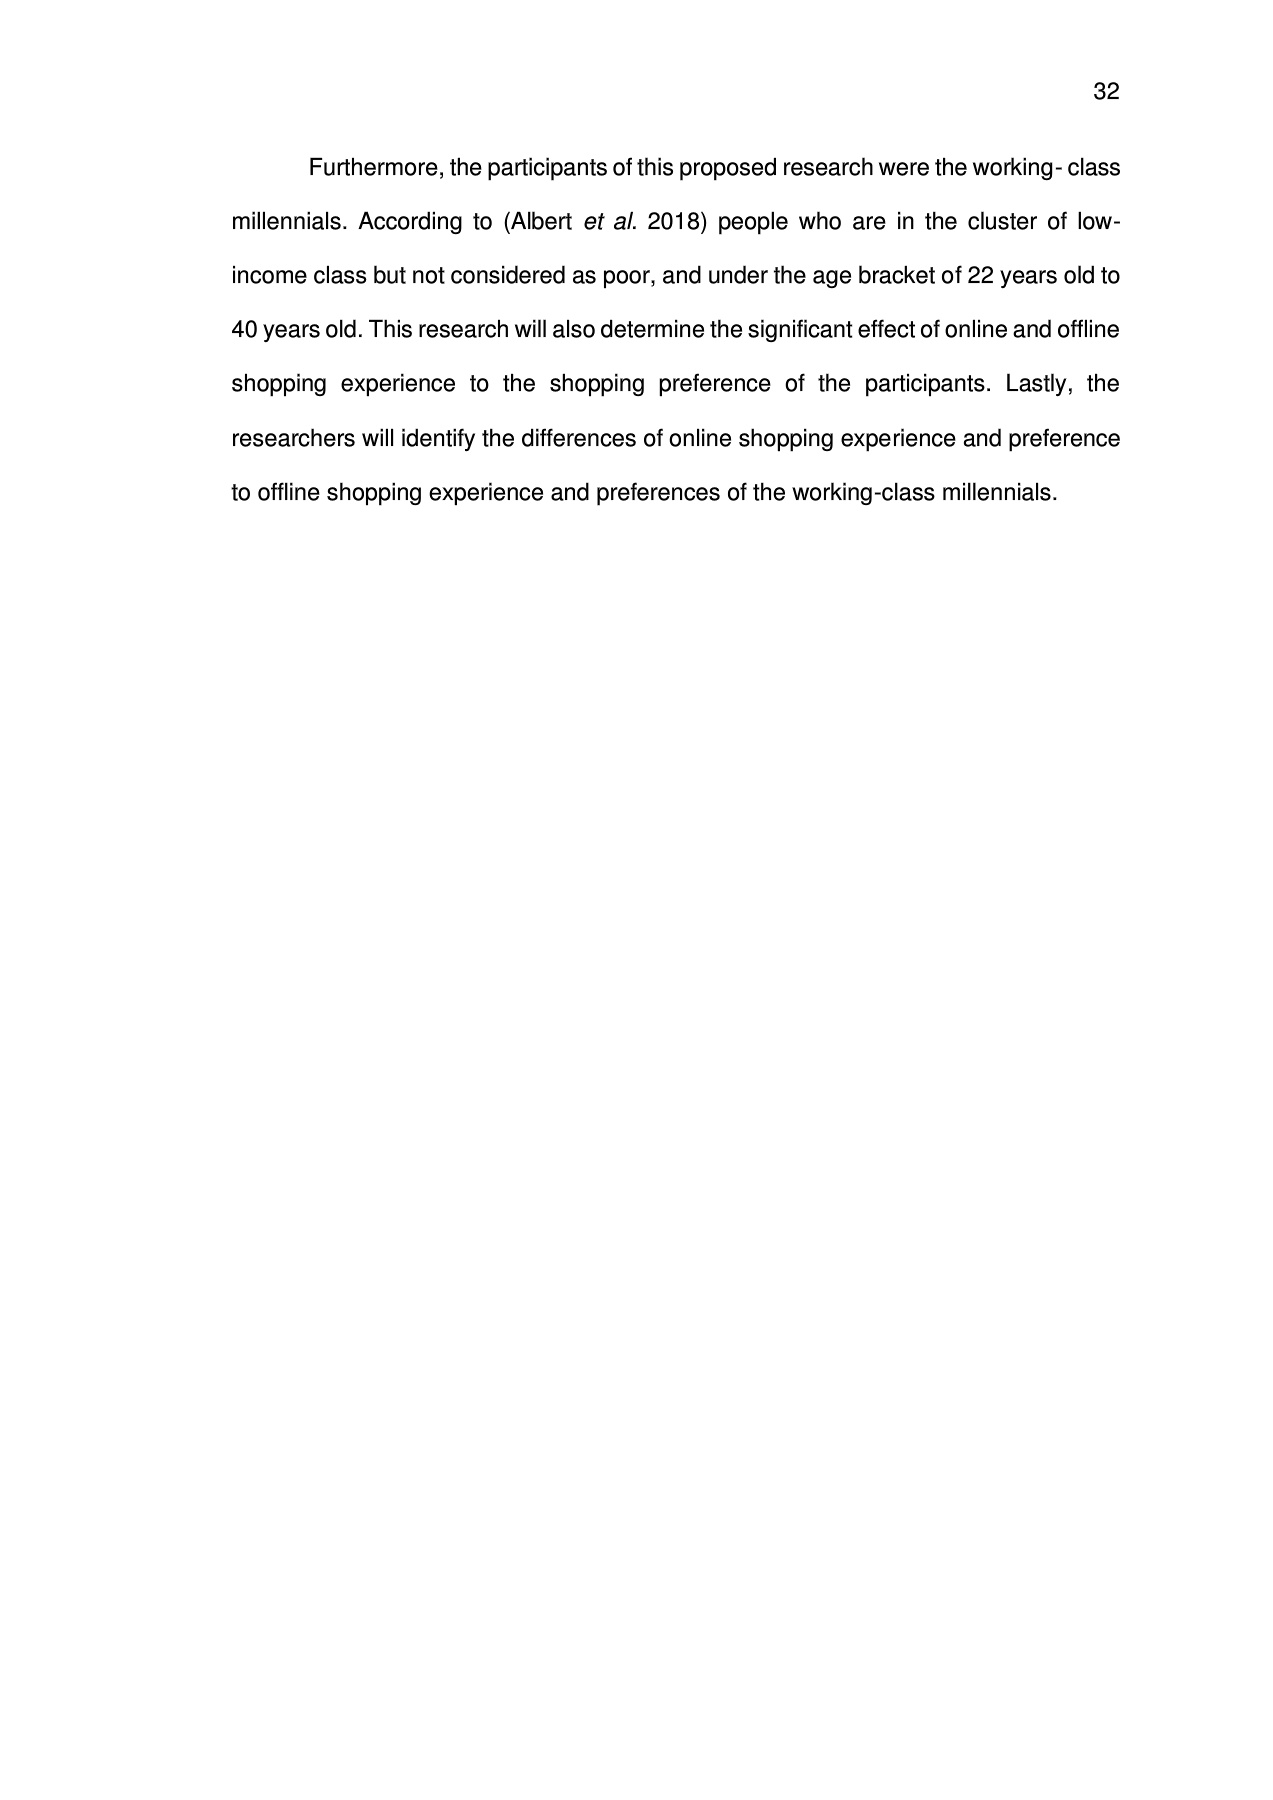 32
Furthermore, the participants of this proposed research were the working- class
millennials. According to (Albert et al. 2018) people who are in the cluster of low-
income class but not considered as poor, and under the age bracket of 22 years old to
40 years old. This research will also determine the significant effect of online and offline
shopping experience to the shopping preference of the participants. Lastly, the
researchers will identify the differences of online shopping experience and preference
to offline shopping experience and preferences of the working-class millennials.